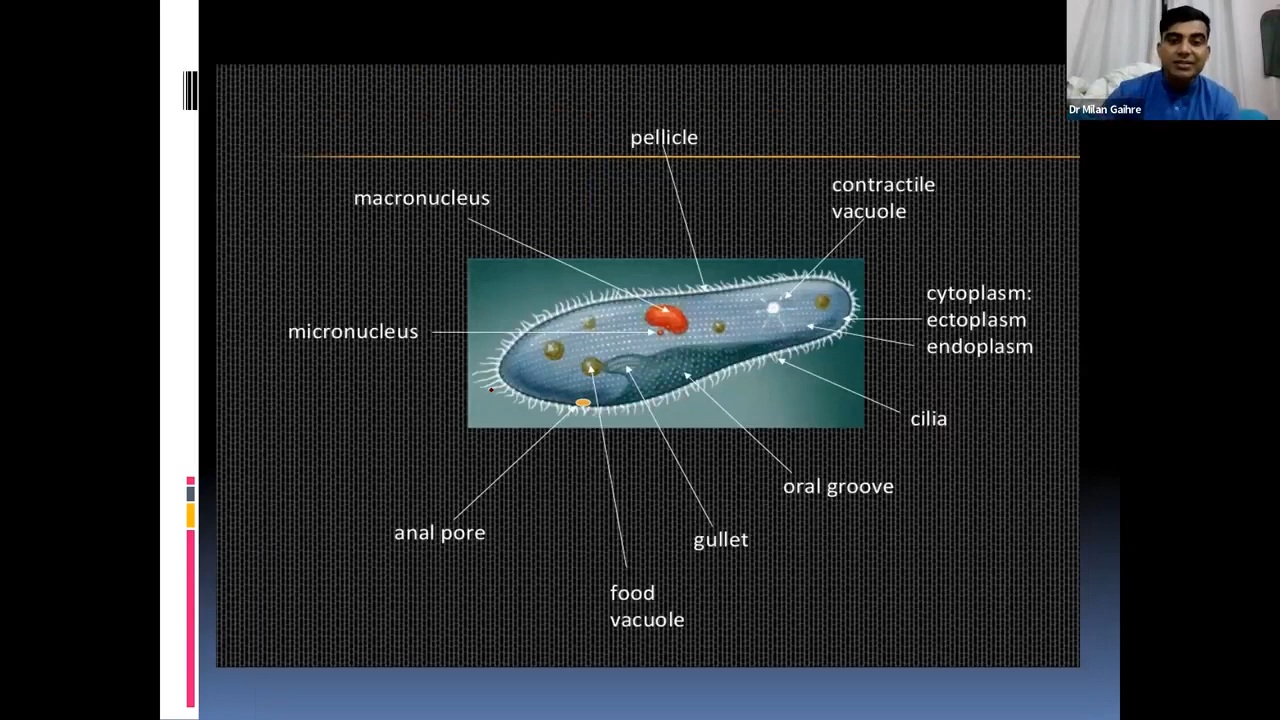 Dr Milan Gaihre
pellicle
macronucleus
contractile
vacuole
micronucleus
cytoplasm:
ectoplasm
endoplasm
cilia
oral groove
anal pore
gullet
food
vacuole